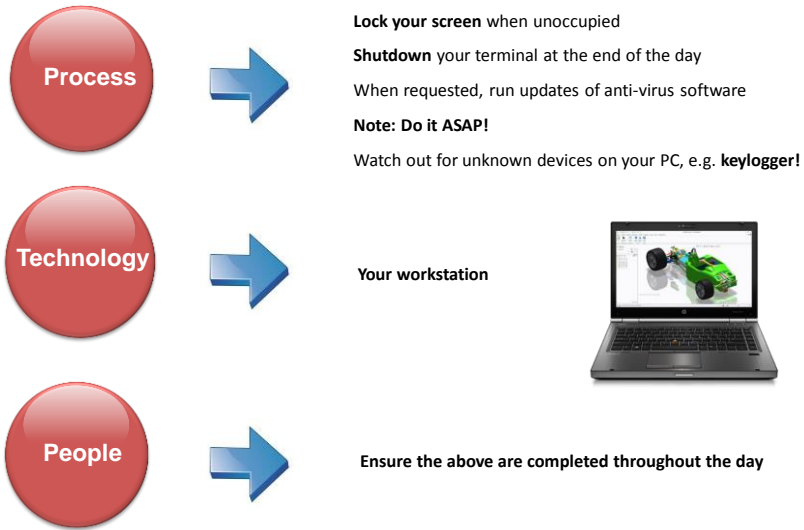 Process
Lock your screen when unoccupied
Shutdown your terminal at the end of the day
When requested, run updates of anti-virus software
Note: Do it ASAP!
Watch out for unknown devices on your PC, e.g. keylogger!
Technology
Your workstation
People
Ensure the above are completed throughout the day